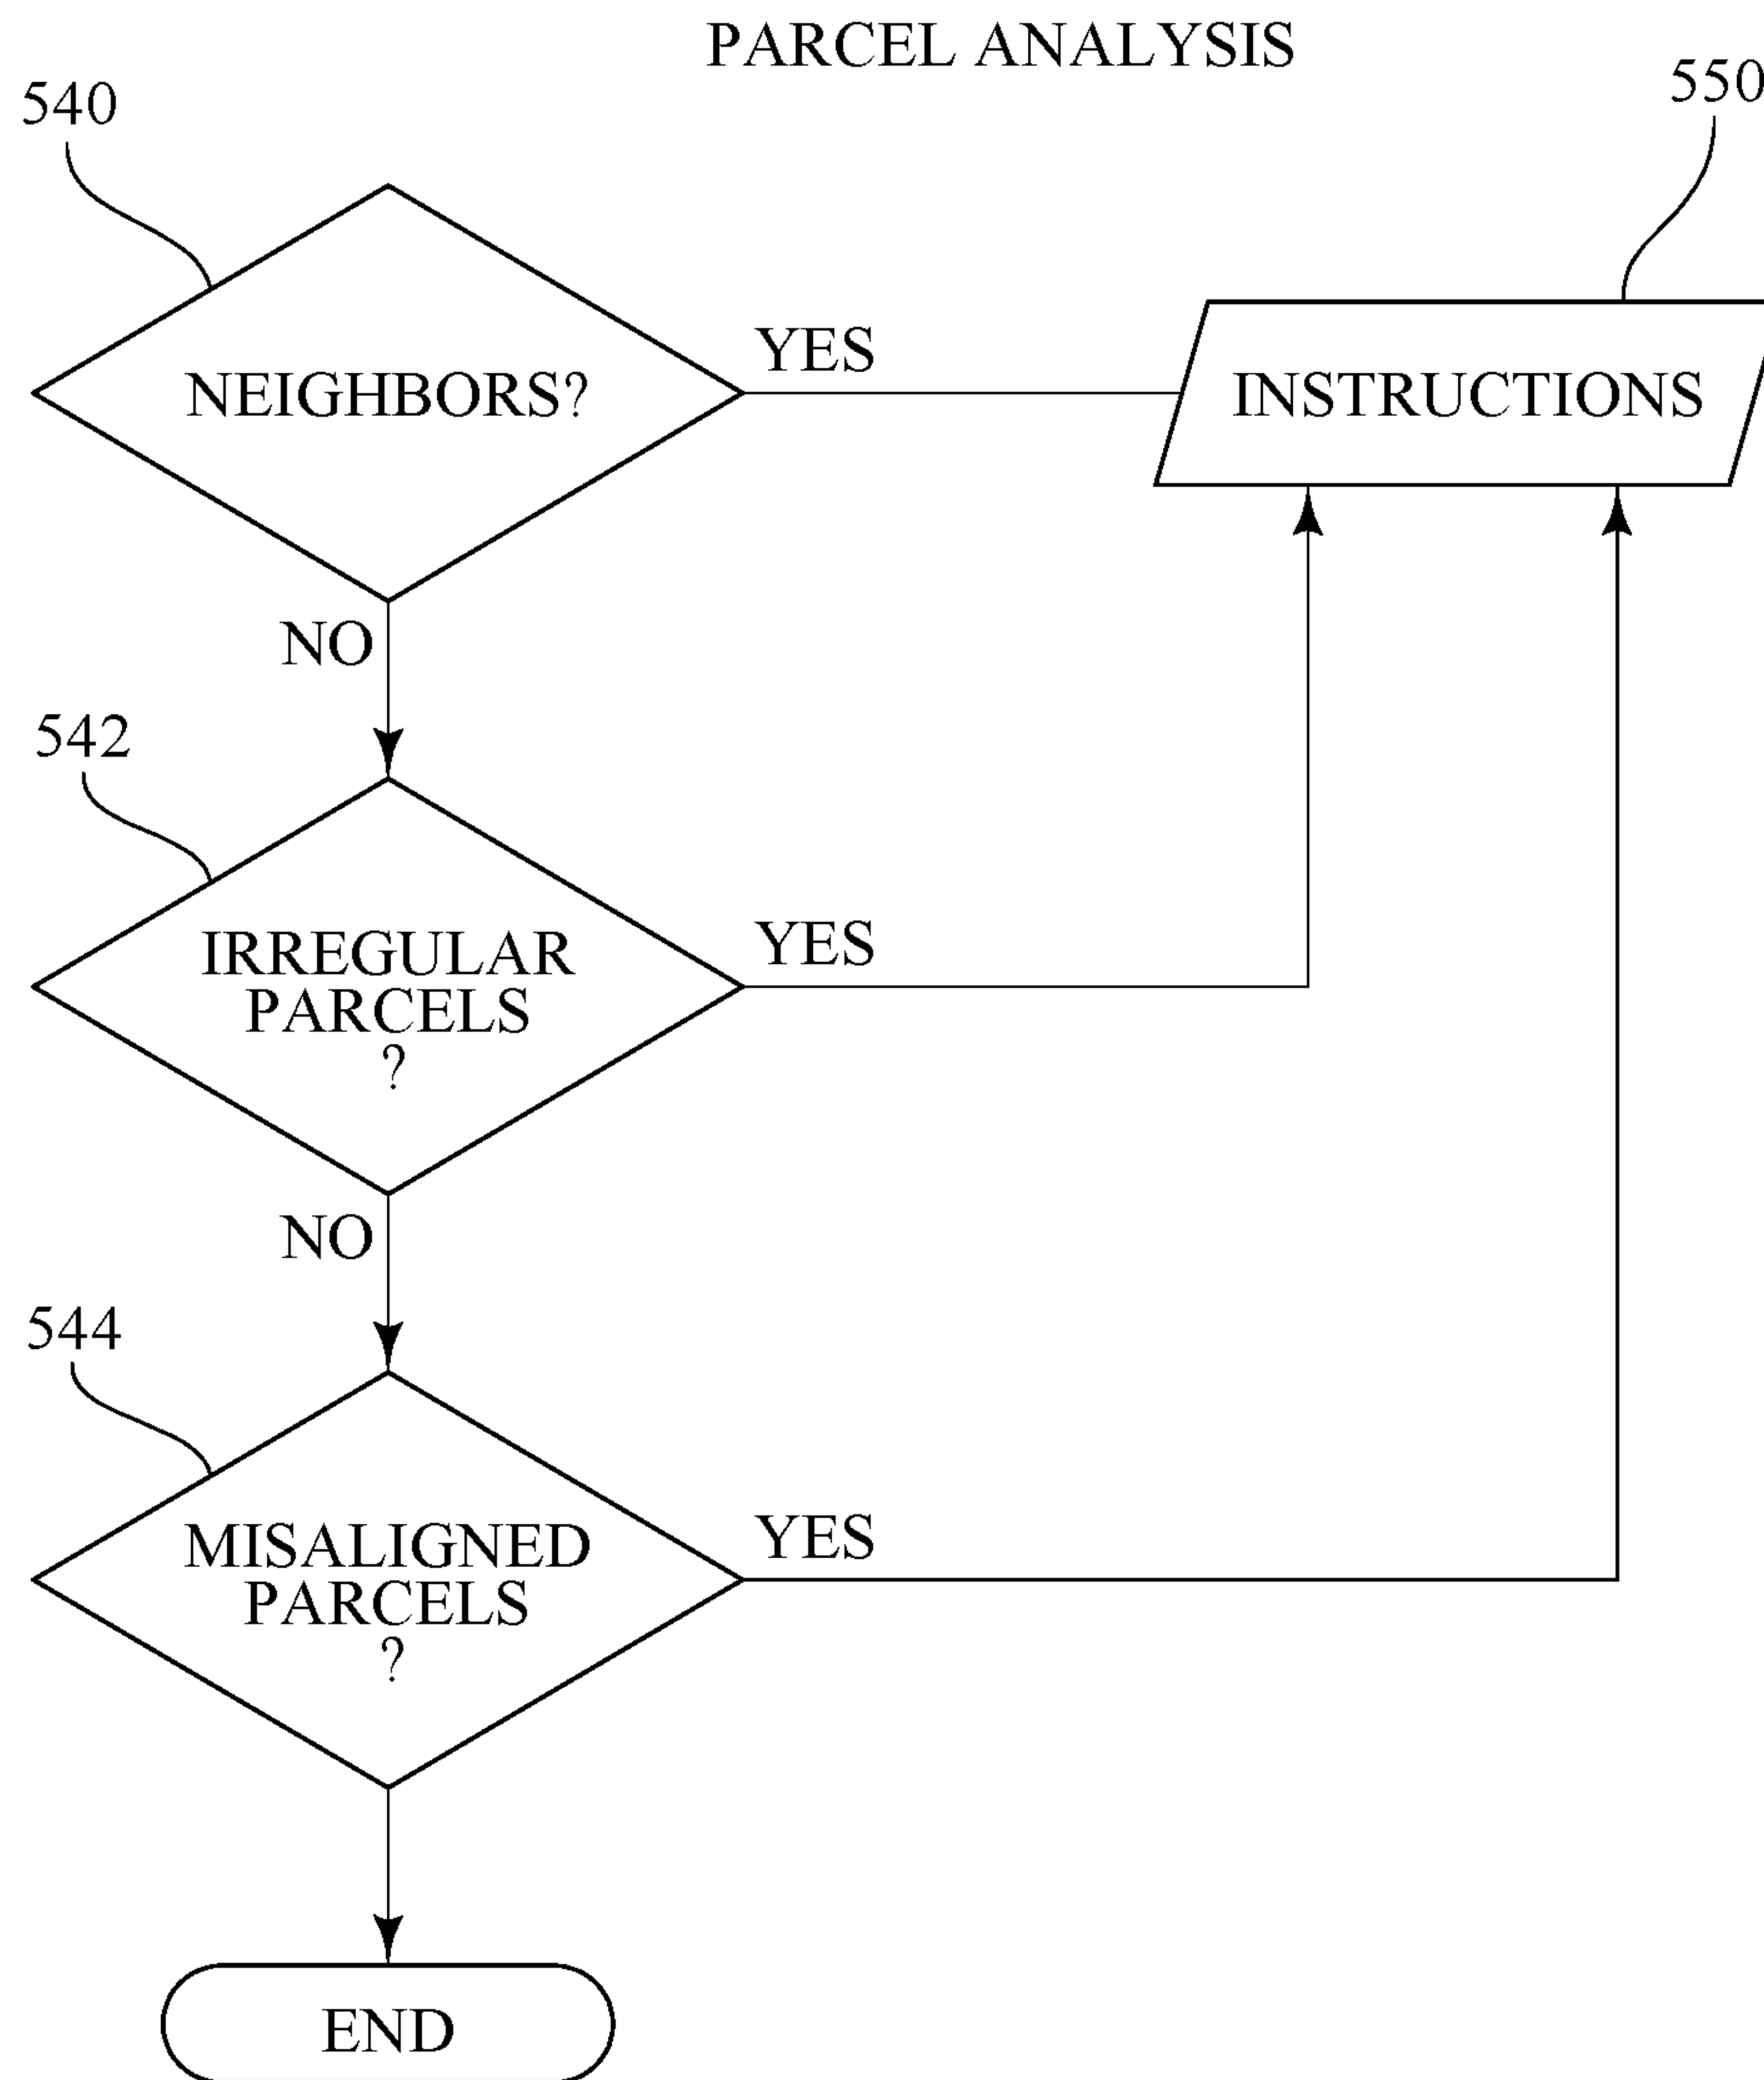 PARCEL ANALYSIS
540
550
NEIGHBORS?
YES
INSTRUCTIONS
NO
542
IRREGULAR
PARCELS
?
YES
NO
544
MISALIGNED
PARCELS
?
YES
END